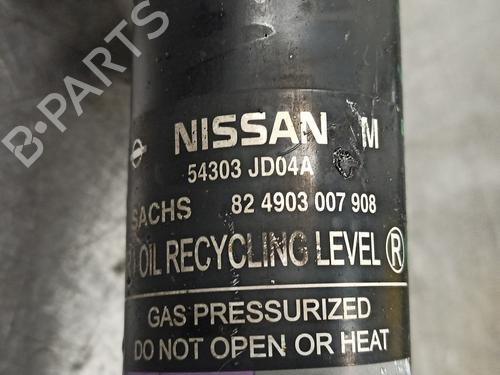 B-PARTS
NISSAN M
54303 JD04A
SACHS 82 4903 007 908
OIL RECYCLING LEVEL ®
GAS PRESSURIZED
DO NOT OPEN OR HEAT